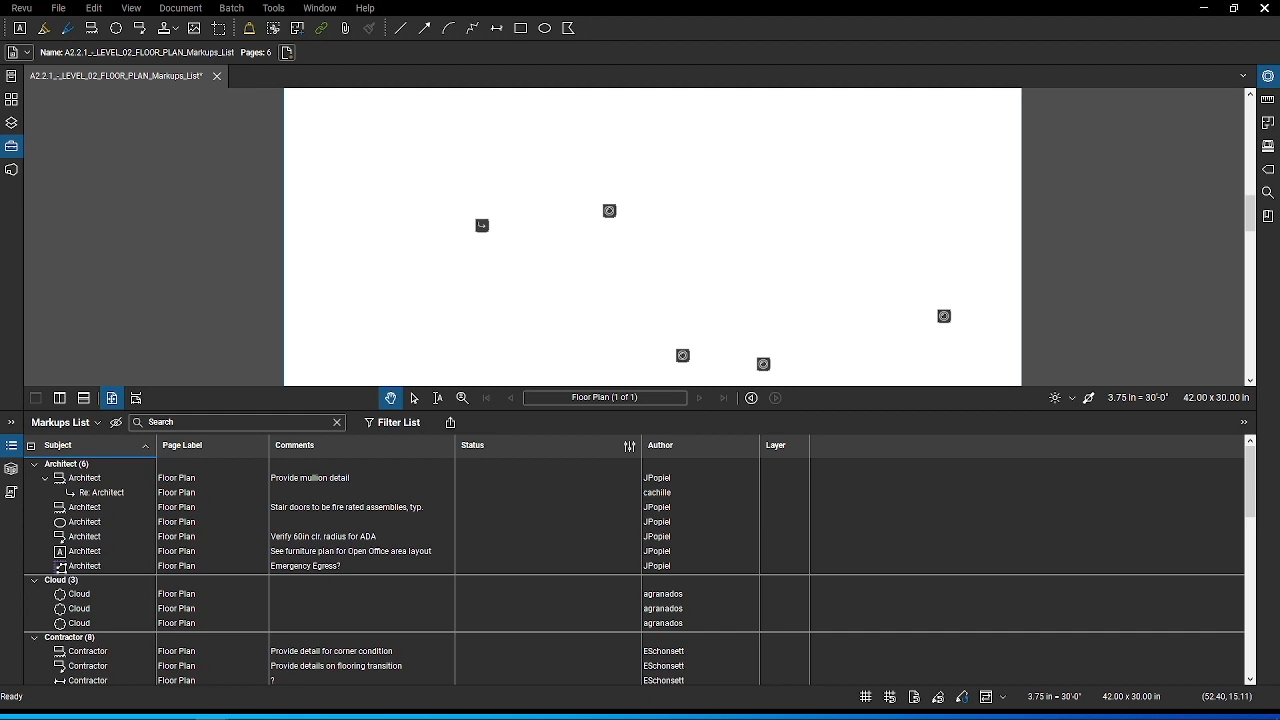 Revu File Edit View Document Batch Tools Window Help
Name: A2.2.1_-_LEVEL_02_FLOOR_PLAN_Markups_List Pages: 6
A2.2.1_-_LEVEL_02_FLOOR_PLAN_Markups_List*
Floor Plan (1 of 1) 3.75 in = 30'-0" 42.00 x 30.00 in
Markups List Search Filter List
Subject Page Label Comments Status Author Layer
Architect (6)
Architect Floor Plan Provide mullion detail JPopiel
Re: Architect Floor Plan cachille
Architect Floor Plan Stair doors to be fire rated assemblies, typ. JPopiel
Architect Floor Plan JPopiel
Architect Floor Plan Verify 60in clr. radius for ADA JPopiel
A Architect Floor Plan See furniture plan for Open Office area layout JPopiel
Architect Floor Plan Emergency Egress? JPopiel
Cloud (3)
Cloud Floor Plan agranados
Cloud Floor Plan agranados
Cloud Floor Plan agranados
Contractor (8)
Contractor Floor Plan Provide detail for corner condition ESchonsett
Contractor Floor Plan Provide details on flooring transition ESchonsett
Contractor Floor Plan ? ESchonsett
Ready 3.75 in = 30'-0" 42.00 x 30.00 in (52.40, 15.11)